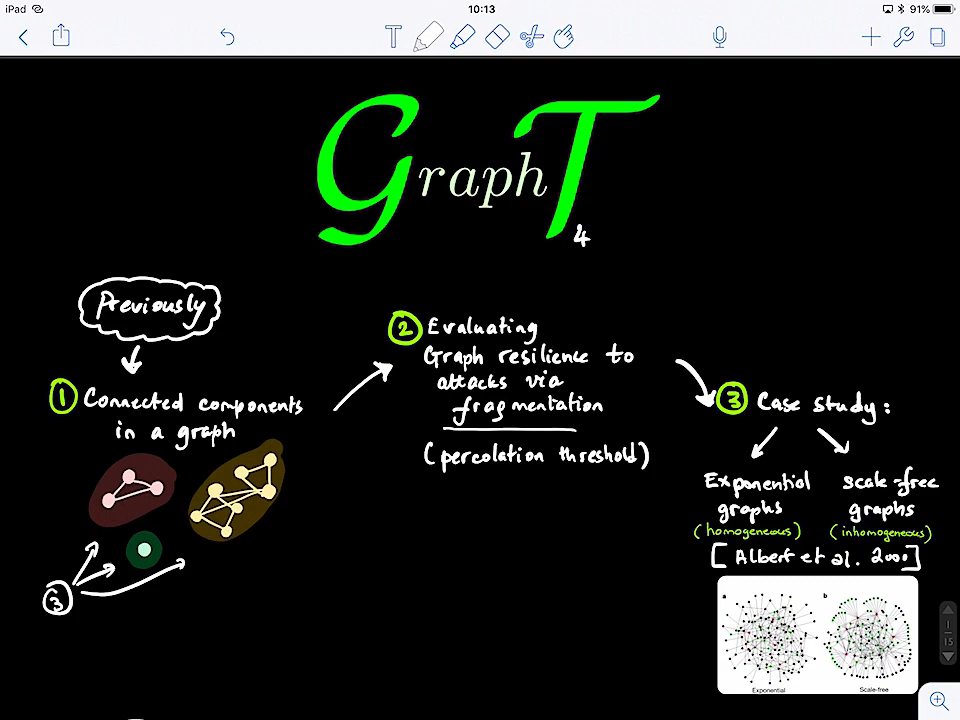 iPad
10:13
91%
T
GraphT
4
Previously
1 Connected components
in a graph
3
2 Evaluating
Graph resilience to
attacks via
fragmentation
(percolation threshold)
3 Case study:
Exponential
graphs
(homogeneous)
Scale-free
graphs
(inhomogeneous)
[Albert et al. 2000]
a
b
Exponential
Scale-free
1
15